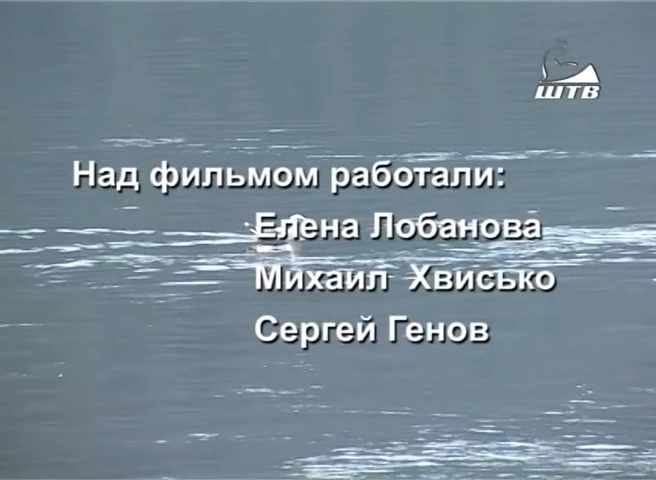 ШТВ
Над фильмом работали:
Елена Лобанова
Михаил Хвисько
Сергей Генов